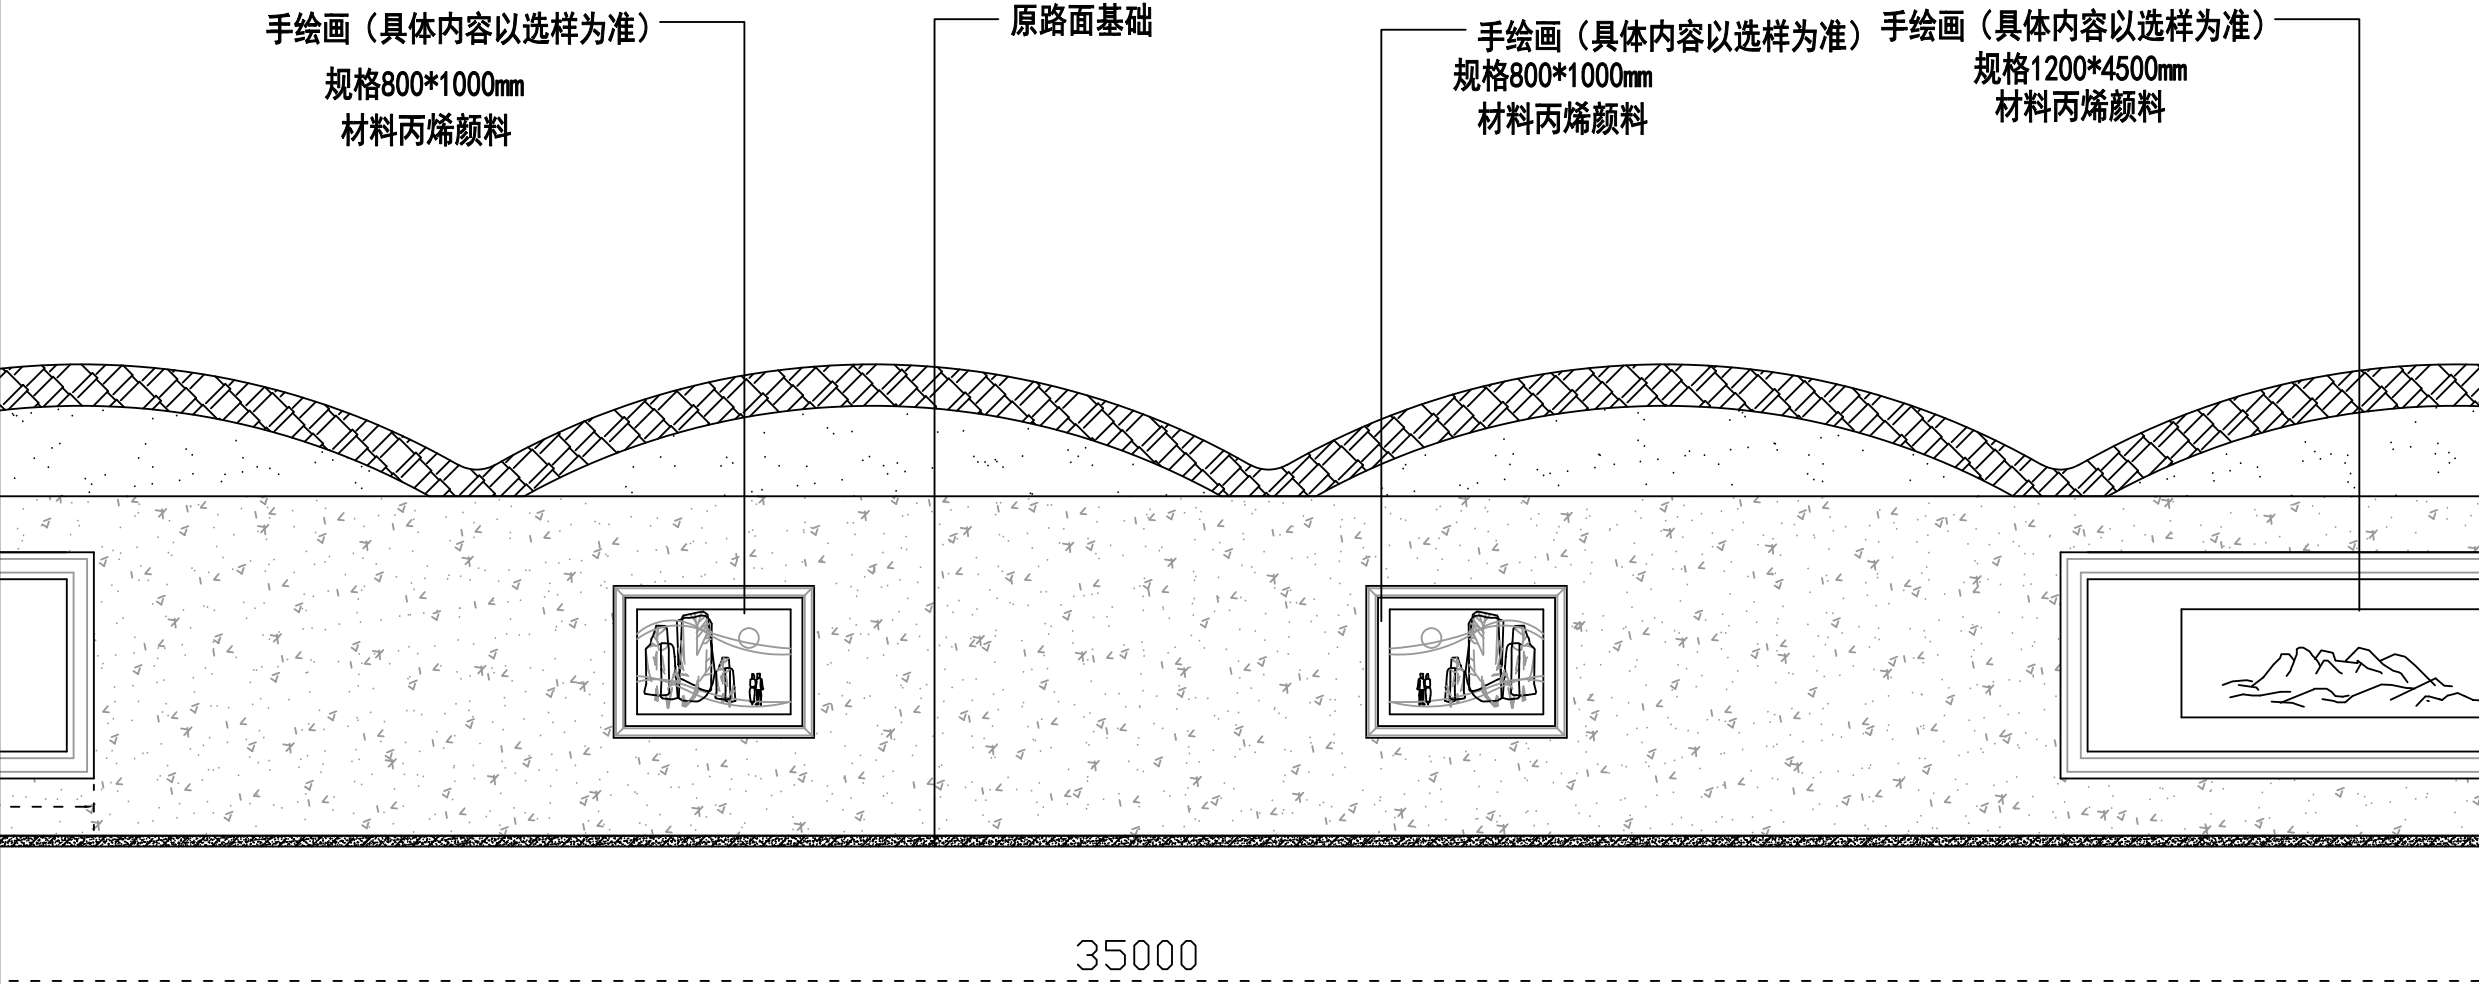 手绘画（具体内容以选样为准）
规格800*1000mm
材料丙烯颜料
原路面基础
手绘画（具体内容以选样为准）
规格800*1000mm
材料丙烯颜料
手绘画（具体内容以选样为准）
规格1200*4500mm
材料丙烯颜料
35000